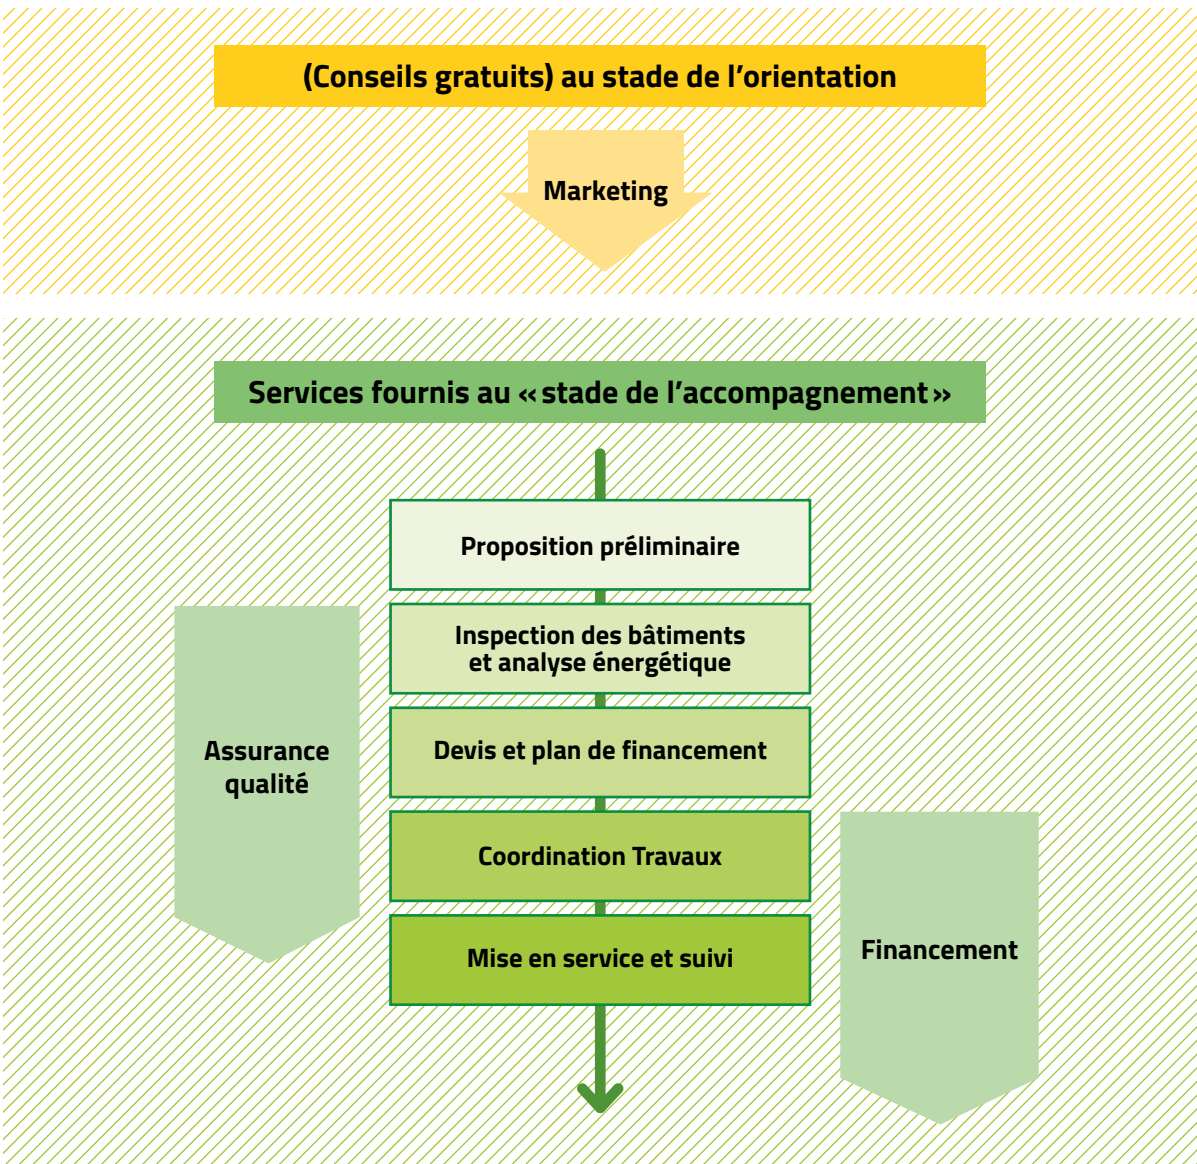 (Conseils gratuits) au stade de l’orientation
Marketing
Services fournis au « stade de l’accompagnement »
Proposition préliminaire
Inspection des bâtiments
et analyse énergétique
Devis et plan de financement
Assurance
qualité
Coordination Travaux
Mise en service et suivi
Financement